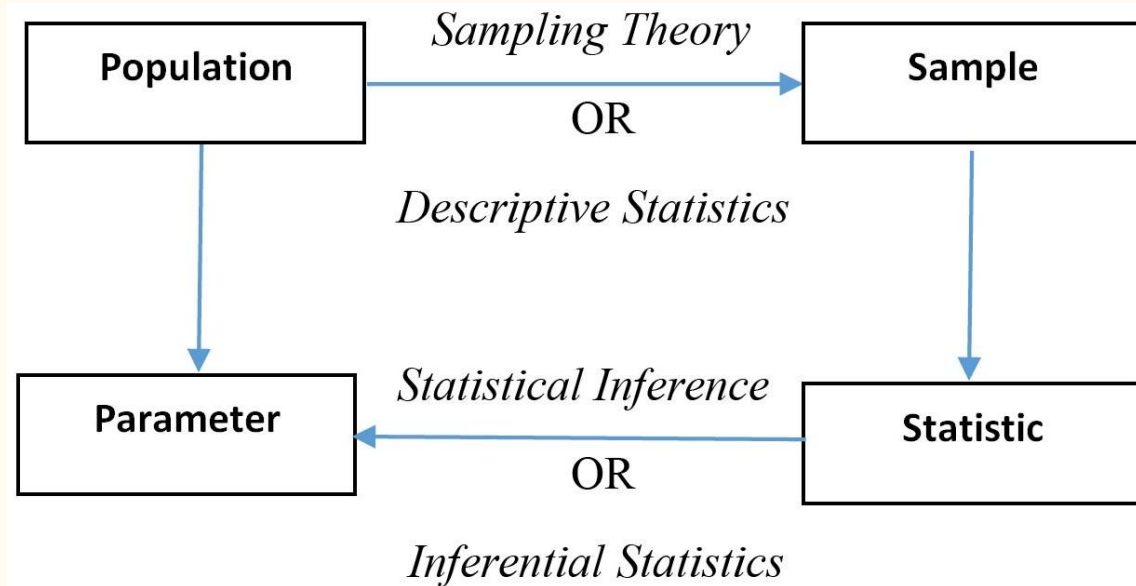 Population
Sampling Theory
Sample
OR
Descriptive Statistics
Parameter
Statistical Inference
Statistic
OR
Inferential Statistics